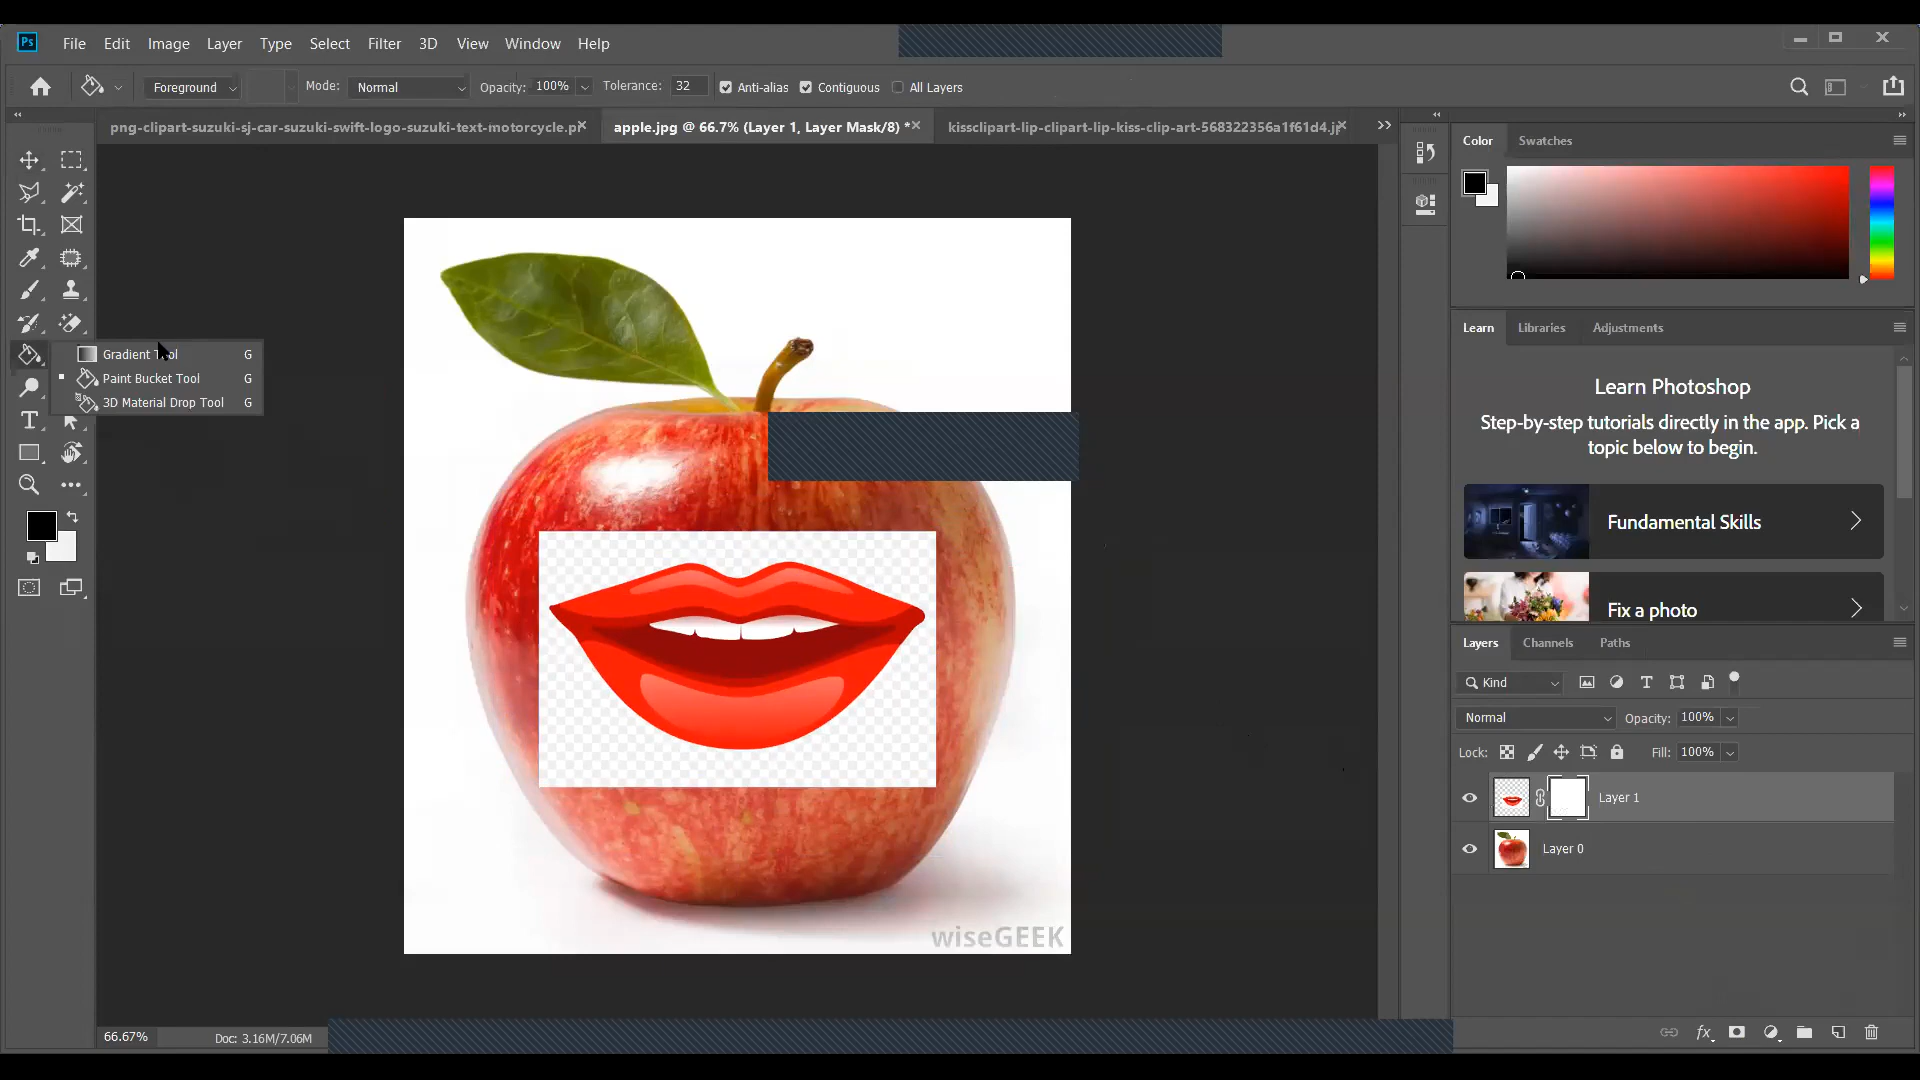 Ps File Edit Image Layer Type Select Filter 3D View Window Help
Foreground Mode: Normal Opacity: 100% Tolerance: 32 Anti-alias Contiguous All Layers
png-clipart-suzuki-sj-car-suzuki-swift-logo-suzuki-text-motorcycle.p
apple.jpg @ 66.7% (Layer 1, Layer Mask/8) *
kissclipart-lip-clipart-lip-kiss-clip-art-568322356a1f61d4.j
Color Swatches
Gradient Tool G
Paint Bucket Tool G
3D Material Drop Tool G
T
Learn Libraries Adjustments
Learn Photoshop
Step-by-step tutorials directly in the app. Pick a
topic below to begin.
Fundamental Skills
Fix a photo
Layers Channels Paths
Kind
Normal Opacity: 100%
Lock: Fill: 100%
Layer 1
Layer 0
fx
wiseGEEK
66.67% Doc: 3.16M/7.06M